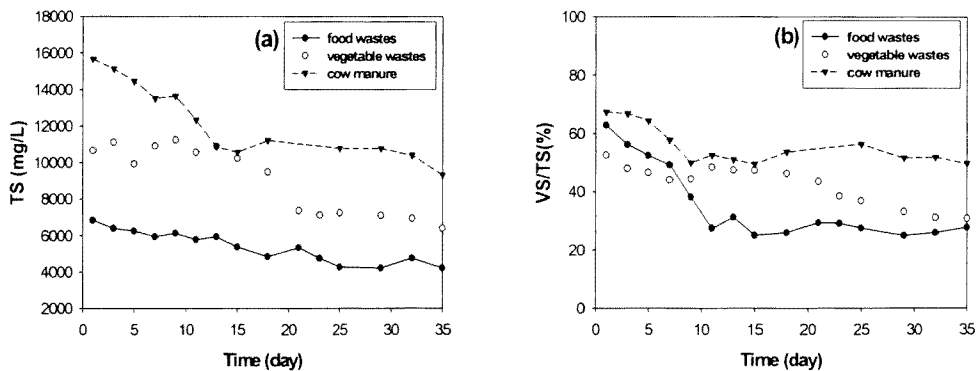 18000
16000
14000
12000
10000
8000
6000
4000
2000
TS (mg/L)
(a)
food wastes
vegetable wastes
cow manure
0 5 10 15 20 25 30 35
Time (day)
100
80
60
40
20
0
VS/TS(%)
(b)
food wastes
vegetable wastes
cow manure
0 5 10 15 20 25 30 35
Time (day)